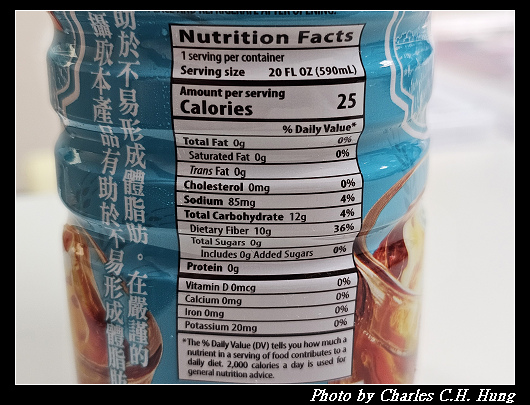 助於不易形成體脂肪。在嚴謹的
攝取本產品有助於不易形成體脂
REFRIGERATE AFTER OPENING.
Nutrition Facts
1 serving per container
Serving size 20 FL OZ (590mL)
Amount per serving
Calories 25
% Daily Value*
Total Fat 0g 0%
Saturated Fat 0g 0%
Trans Fat 0g
Cholesterol 0mg 0%
Sodium 85mg 4%
Total Carbohydrate 12g 4%
Dietary Fiber 10g 36%
Total Sugars 0g
Includes 0g Added Sugars 0%
Protein 0g
Vitamin D 0mcg 0%
Calcium 0mg 0%
Iron 0mg 0%
Potassium 20mg 0%
*The % Daily Value (DV) tells you how much a
nutrient in a serving of food contributes to a
daily diet. 2,000 calories a day is used for
general nutrition advice.
Photo by Charles C.H. Hung